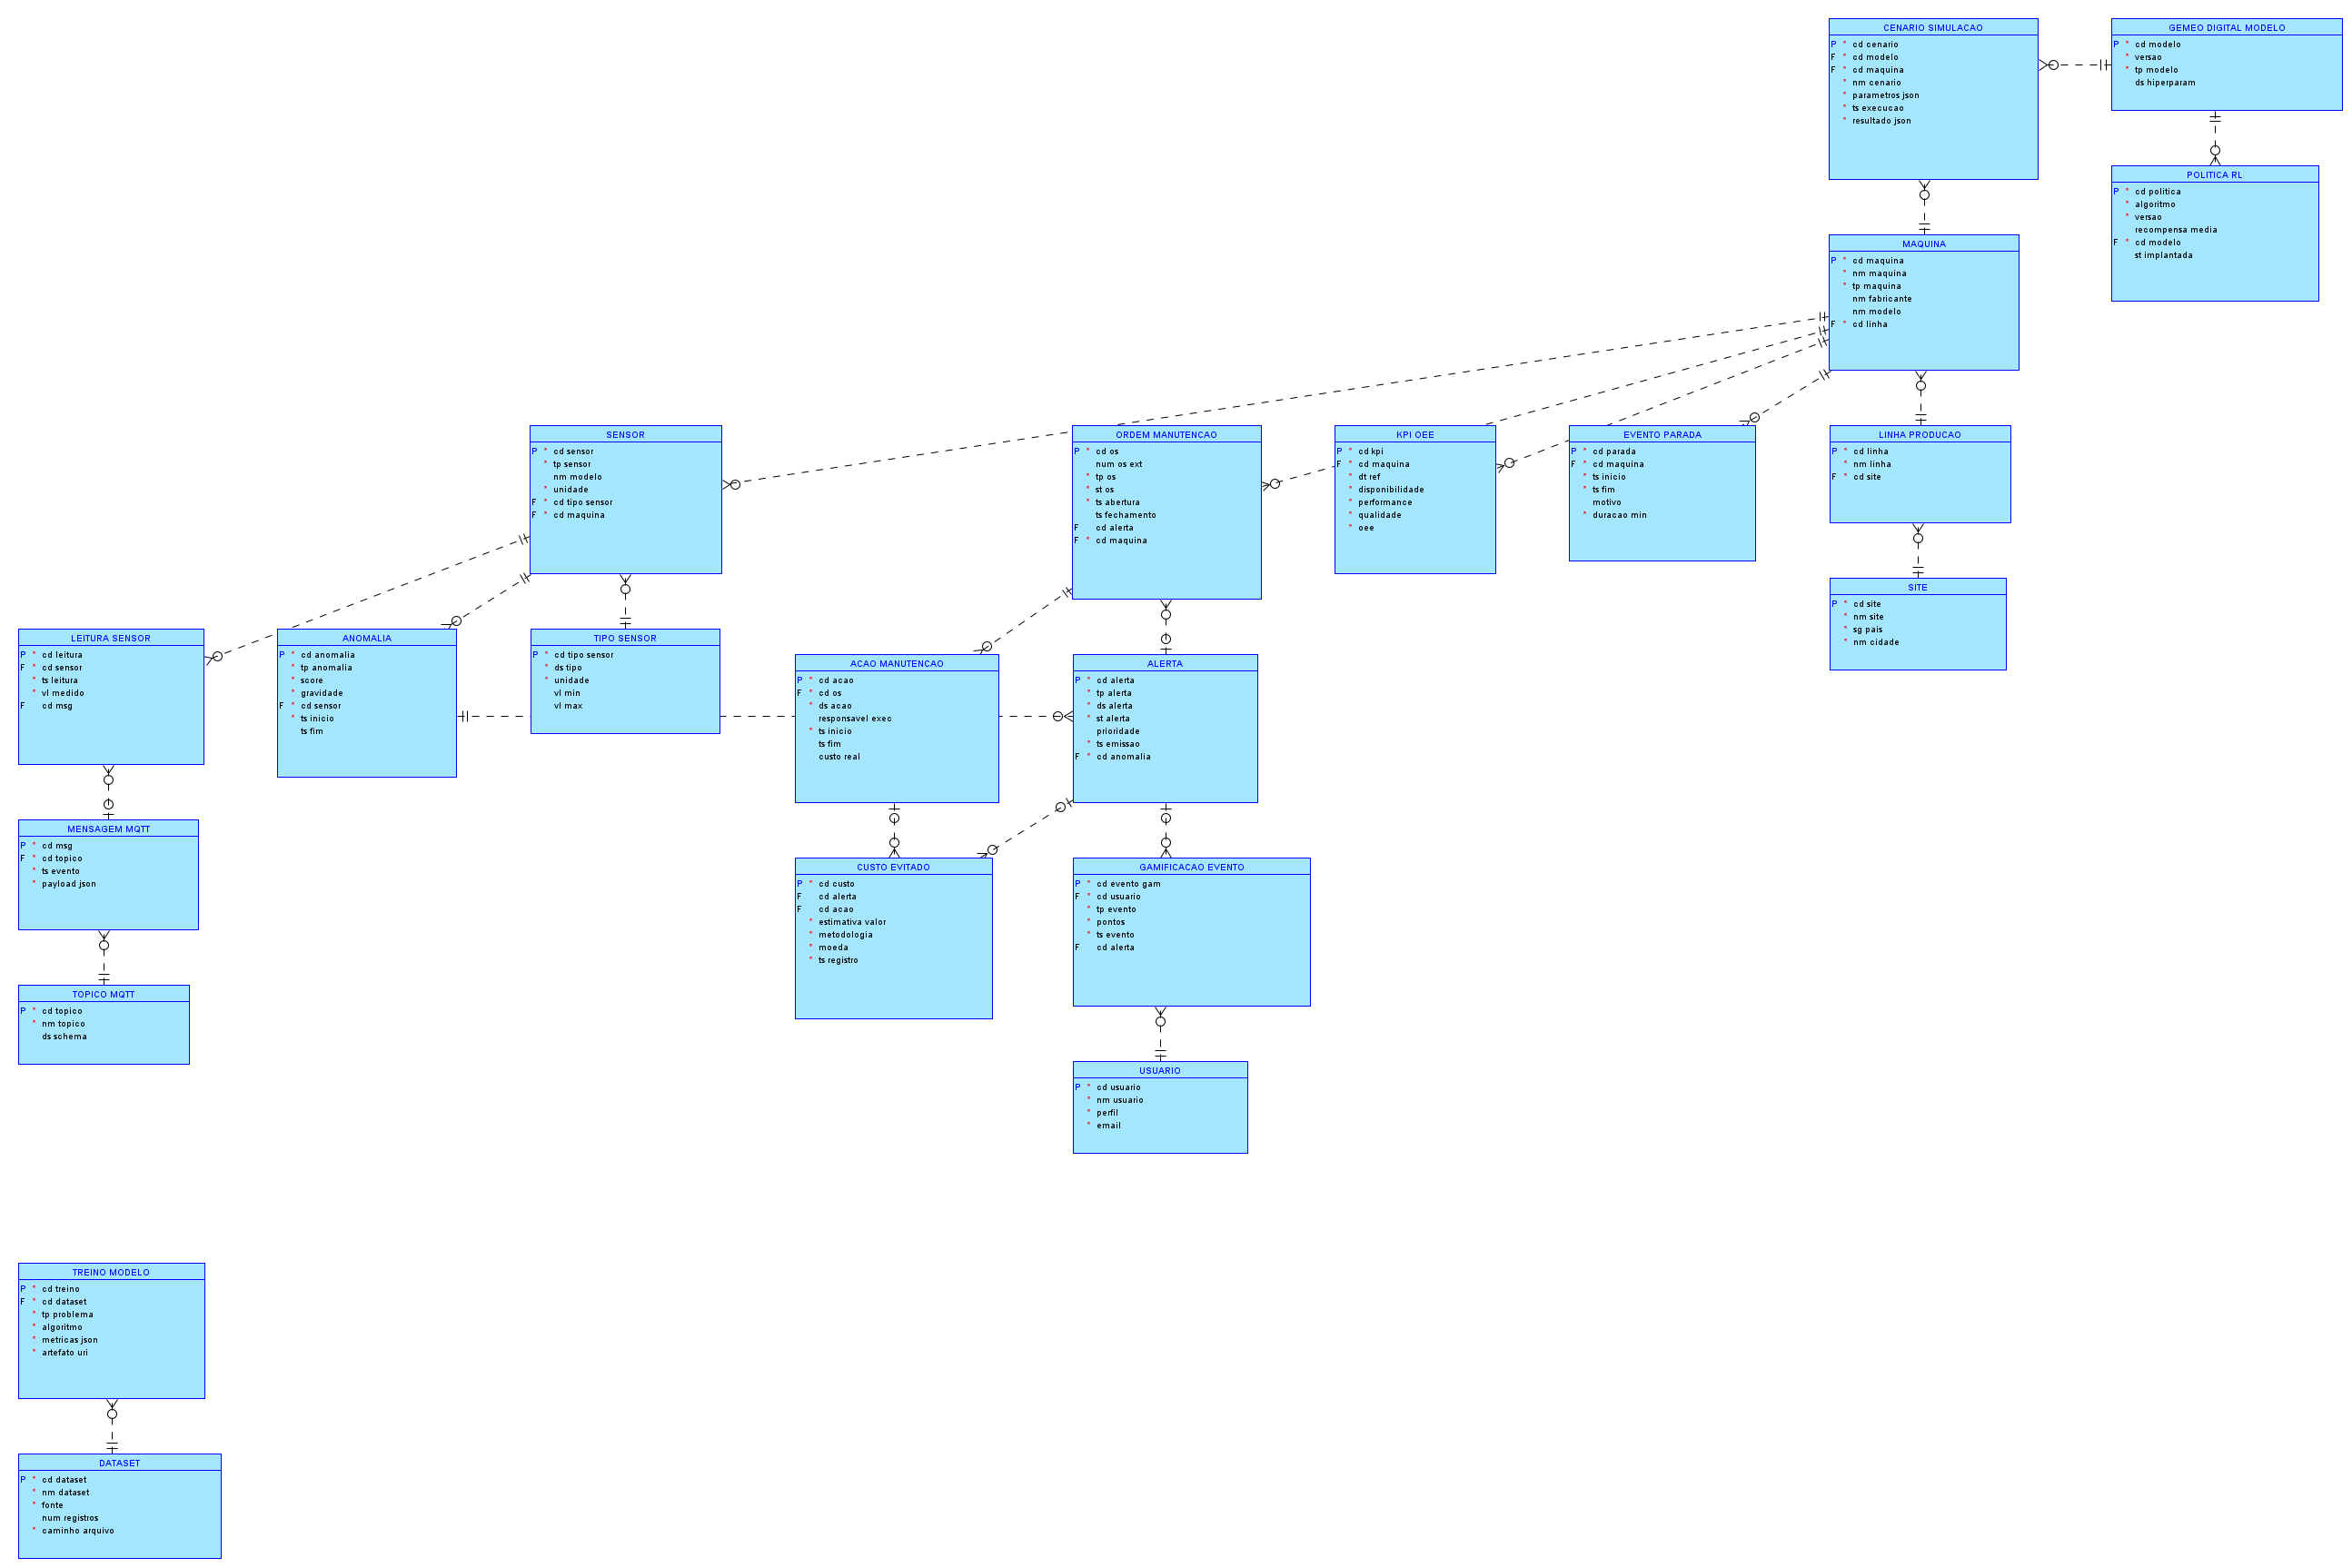 CENARIO SIMULACAO
P * cd cenario
F * cd modelo
F * cd maquina
* nm cenario
* parametros json
* ts execucao
* resultado json
GEMEO DIGITAL MODELO
P * cd modelo
* versao
* tp modelo
ds hiperparam
POLITICA RL
P * cd politica
* algoritmo
* versao
recompensa media
F * cd modelo
st implantada
MAQUINA
P * cd maquina
* nm maquina
* tp maquina
nm fabricante
nm modelo
F * cd linha
SENSOR
P * cd sensor
* tp sensor
nm modelo
* unidade
F * cd tipo sensor
F * cd maquina
ORDEM MANUTENCAO
P * cd os
num os ext
* tp os
* st os
* ts abertura
ts fechamento
F cd alerta
F * cd maquina
KPI OEE
P * cd kpi
F * cd maquina
* dt ref
* disponibilidade
* performance
* qualidade
* oee
EVENTO PARADA
P * cd parada
F * cd maquina
* ts inicio
* ts fim
motivo
* duracao min
LINHA PRODUCAO
P * cd linha
* nm linha
F * cd site
SITE
P * cd site
* nm site
* sg pais
* nm cidade
LEITURA SENSOR
P * cd leitura
F * cd sensor
* ts leitura
* vl medido
F cd msg
ANOMALIA
P * cd anomalia
* tp anomalia
* score
* gravidade
F * cd sensor
* ts inicio
ts fim
TIPO SENSOR
P * cd tipo sensor
* ds tipo
* unidade
vl min
vl max
ACAO MANUTENCAO
P * cd acao
F * cd os
* ds acao
responsavel exec
* ts inicio
ts fim
custo real
ALERTA
P * cd alerta
* tp alerta
* ds alerta
* st alerta
prioridade
* ts emissao
F * cd anomalia
MENSAGEM MQTT
P * cd msg
F * cd topico
* ts evento
* payload json
CUSTO EVITADO
P * cd custo
F cd alerta
F cd acao
* estimativa valor
* metodologia
* moeda
* ts registro
GAMIFICACAO EVENTO
P * cd evento gam
F * cd usuario
* tp evento
* pontos
* ts evento
F cd alerta
TOPICO MQTT
P * cd topico
* nm topico
ds schema
USUARIO
P * cd usuario
* nm usuario
* perfil
* email
TREINO MODELO
P * cd treino
F * cd dataset
* tp problema
* algoritmo
* metricas json
* artefato uri
DATASET
P * cd dataset
* nm dataset
* fonte
num registros
* caminho arquivo